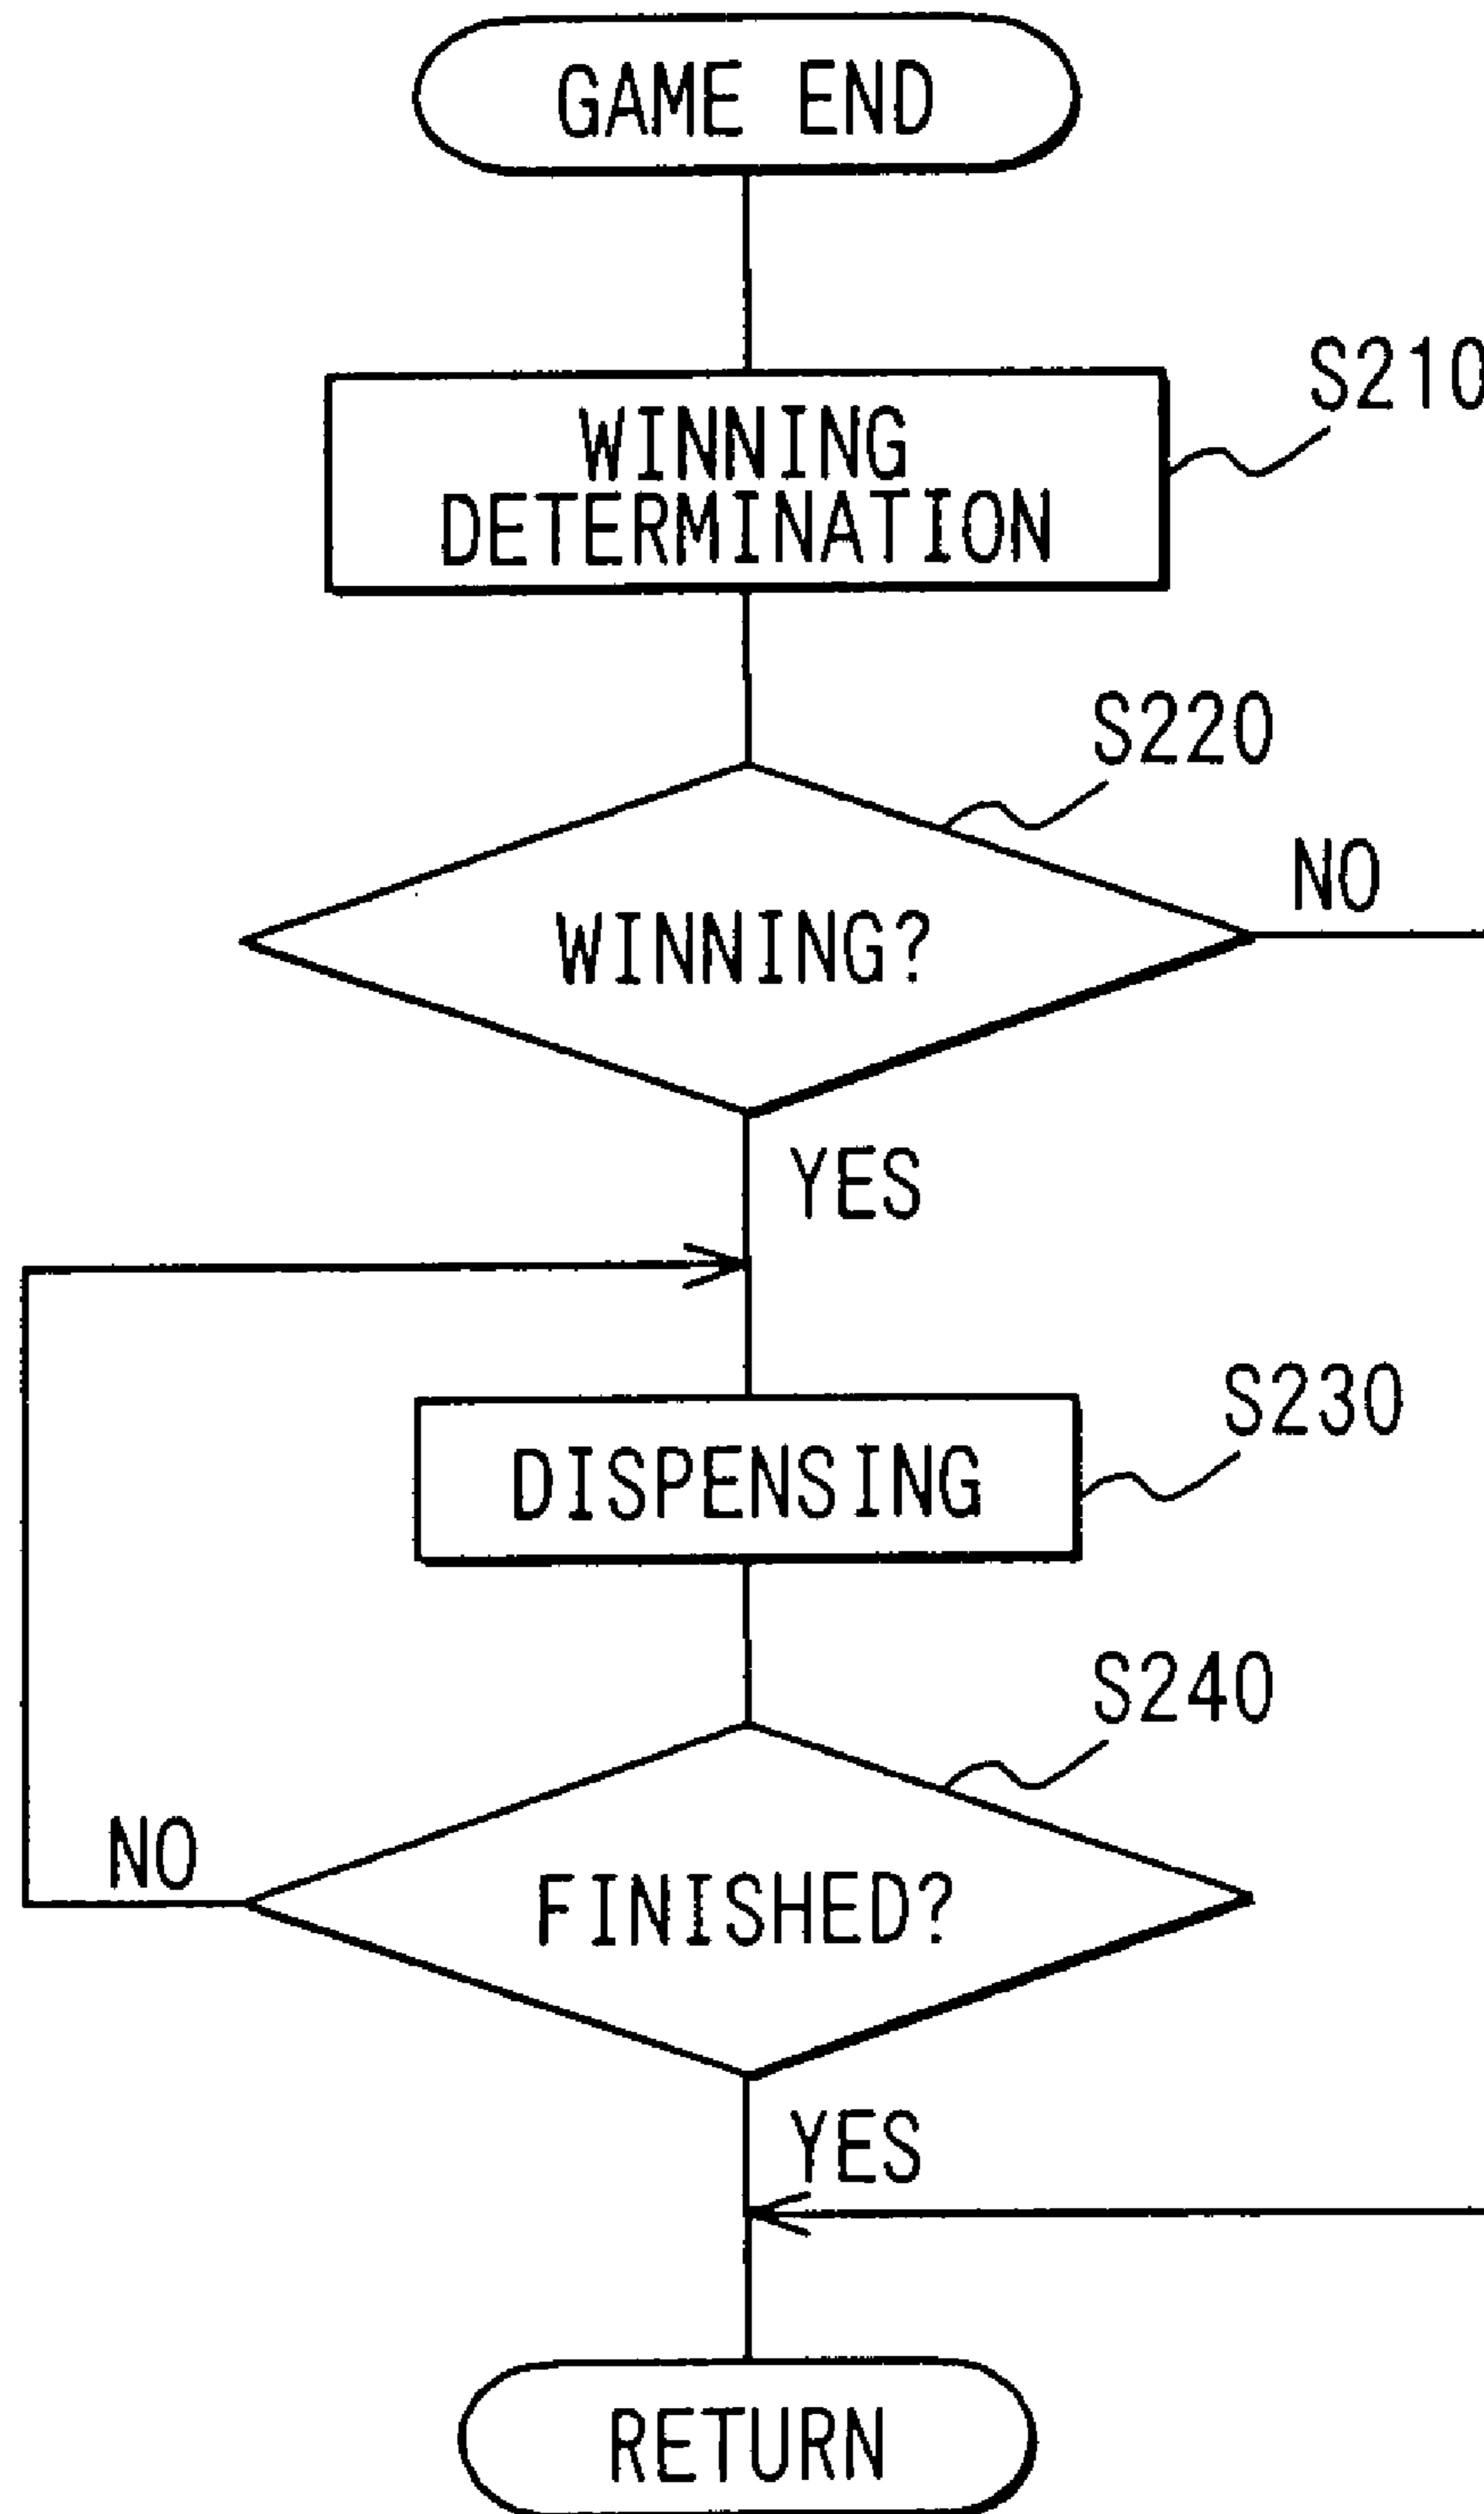 GAME END
S210
WINNING
DETERMINATION
S220
NO
WINNING?
YES
S230
DISPENSING
S240
NO
FINISHED?
YES
RETURN